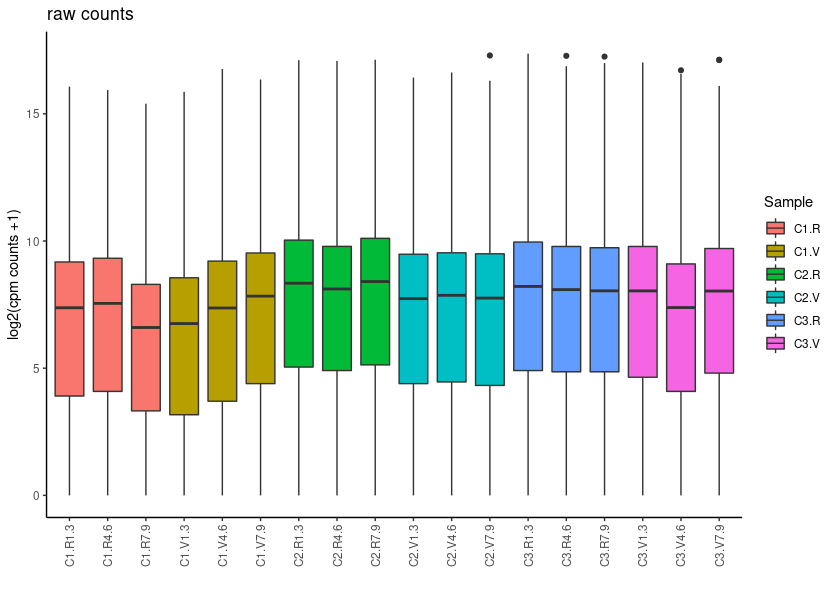 raw counts
log2(cpm counts +1)
15
10
5
0
C1.R1.3
C1.R4.6
C1.R7.9
C1.V1.3
C1.V4.6
C1.V7.9
C2.R1.3
C2.R4.6
C2.R7.9
C2.V1.3
C2.V4.6
C2.V7.9
C3.R1.3
C3.R4.6
C3.R7.9
C3.V1.3
C3.V4.6
C3.V7.9
Sample
C1.R
C1.V
C2.R
C2.V
C3.R
C3.V